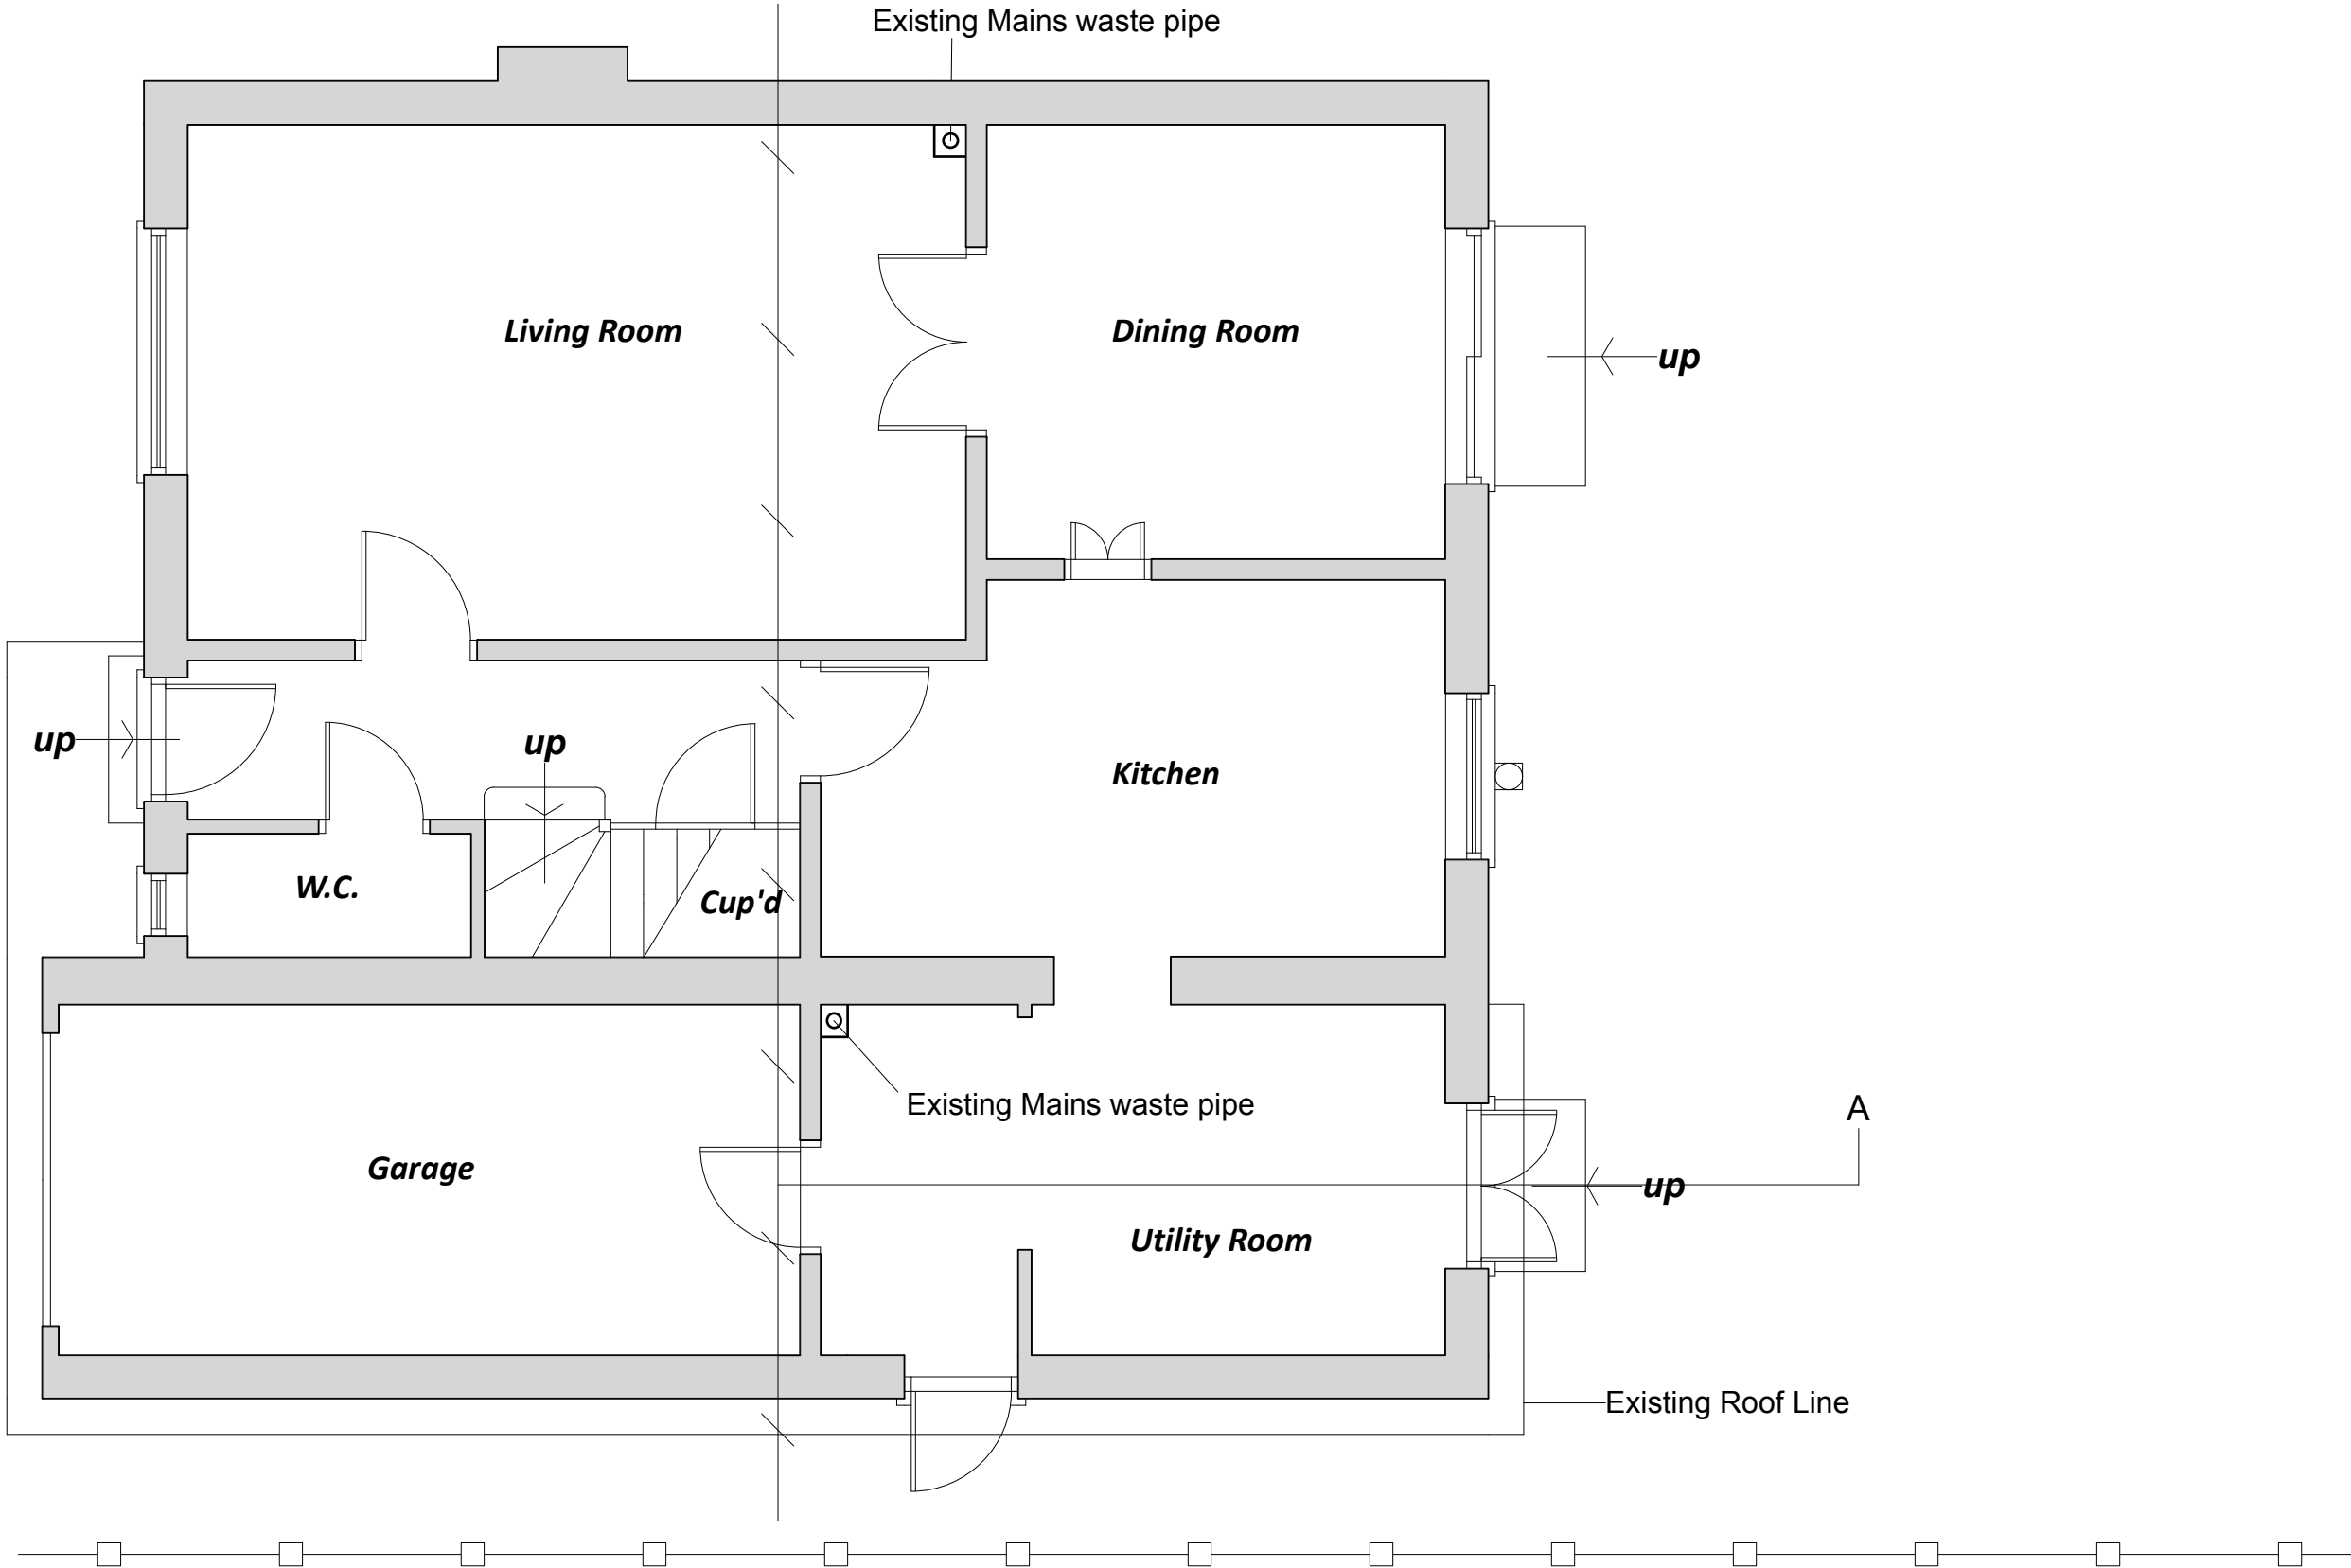 Existing Mains waste pipe
Living Room
Dining Room
up
up
up
Kitchen
W.C.
Cup'd
Existing Mains waste pipe
A
Garage
up
Utility Room
Existing Roof Line